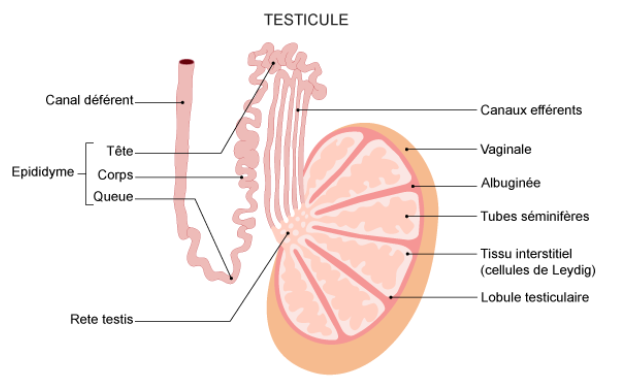 TESTICULE
Canal déférent
Épididyme
Tête
Corps
Queue
Rete testis
Canaux efférents
Vaginale
Albuginée
Tubes séminifères
Tissu interstitiel
(cellules de Leydig)
Lobule testiculaire